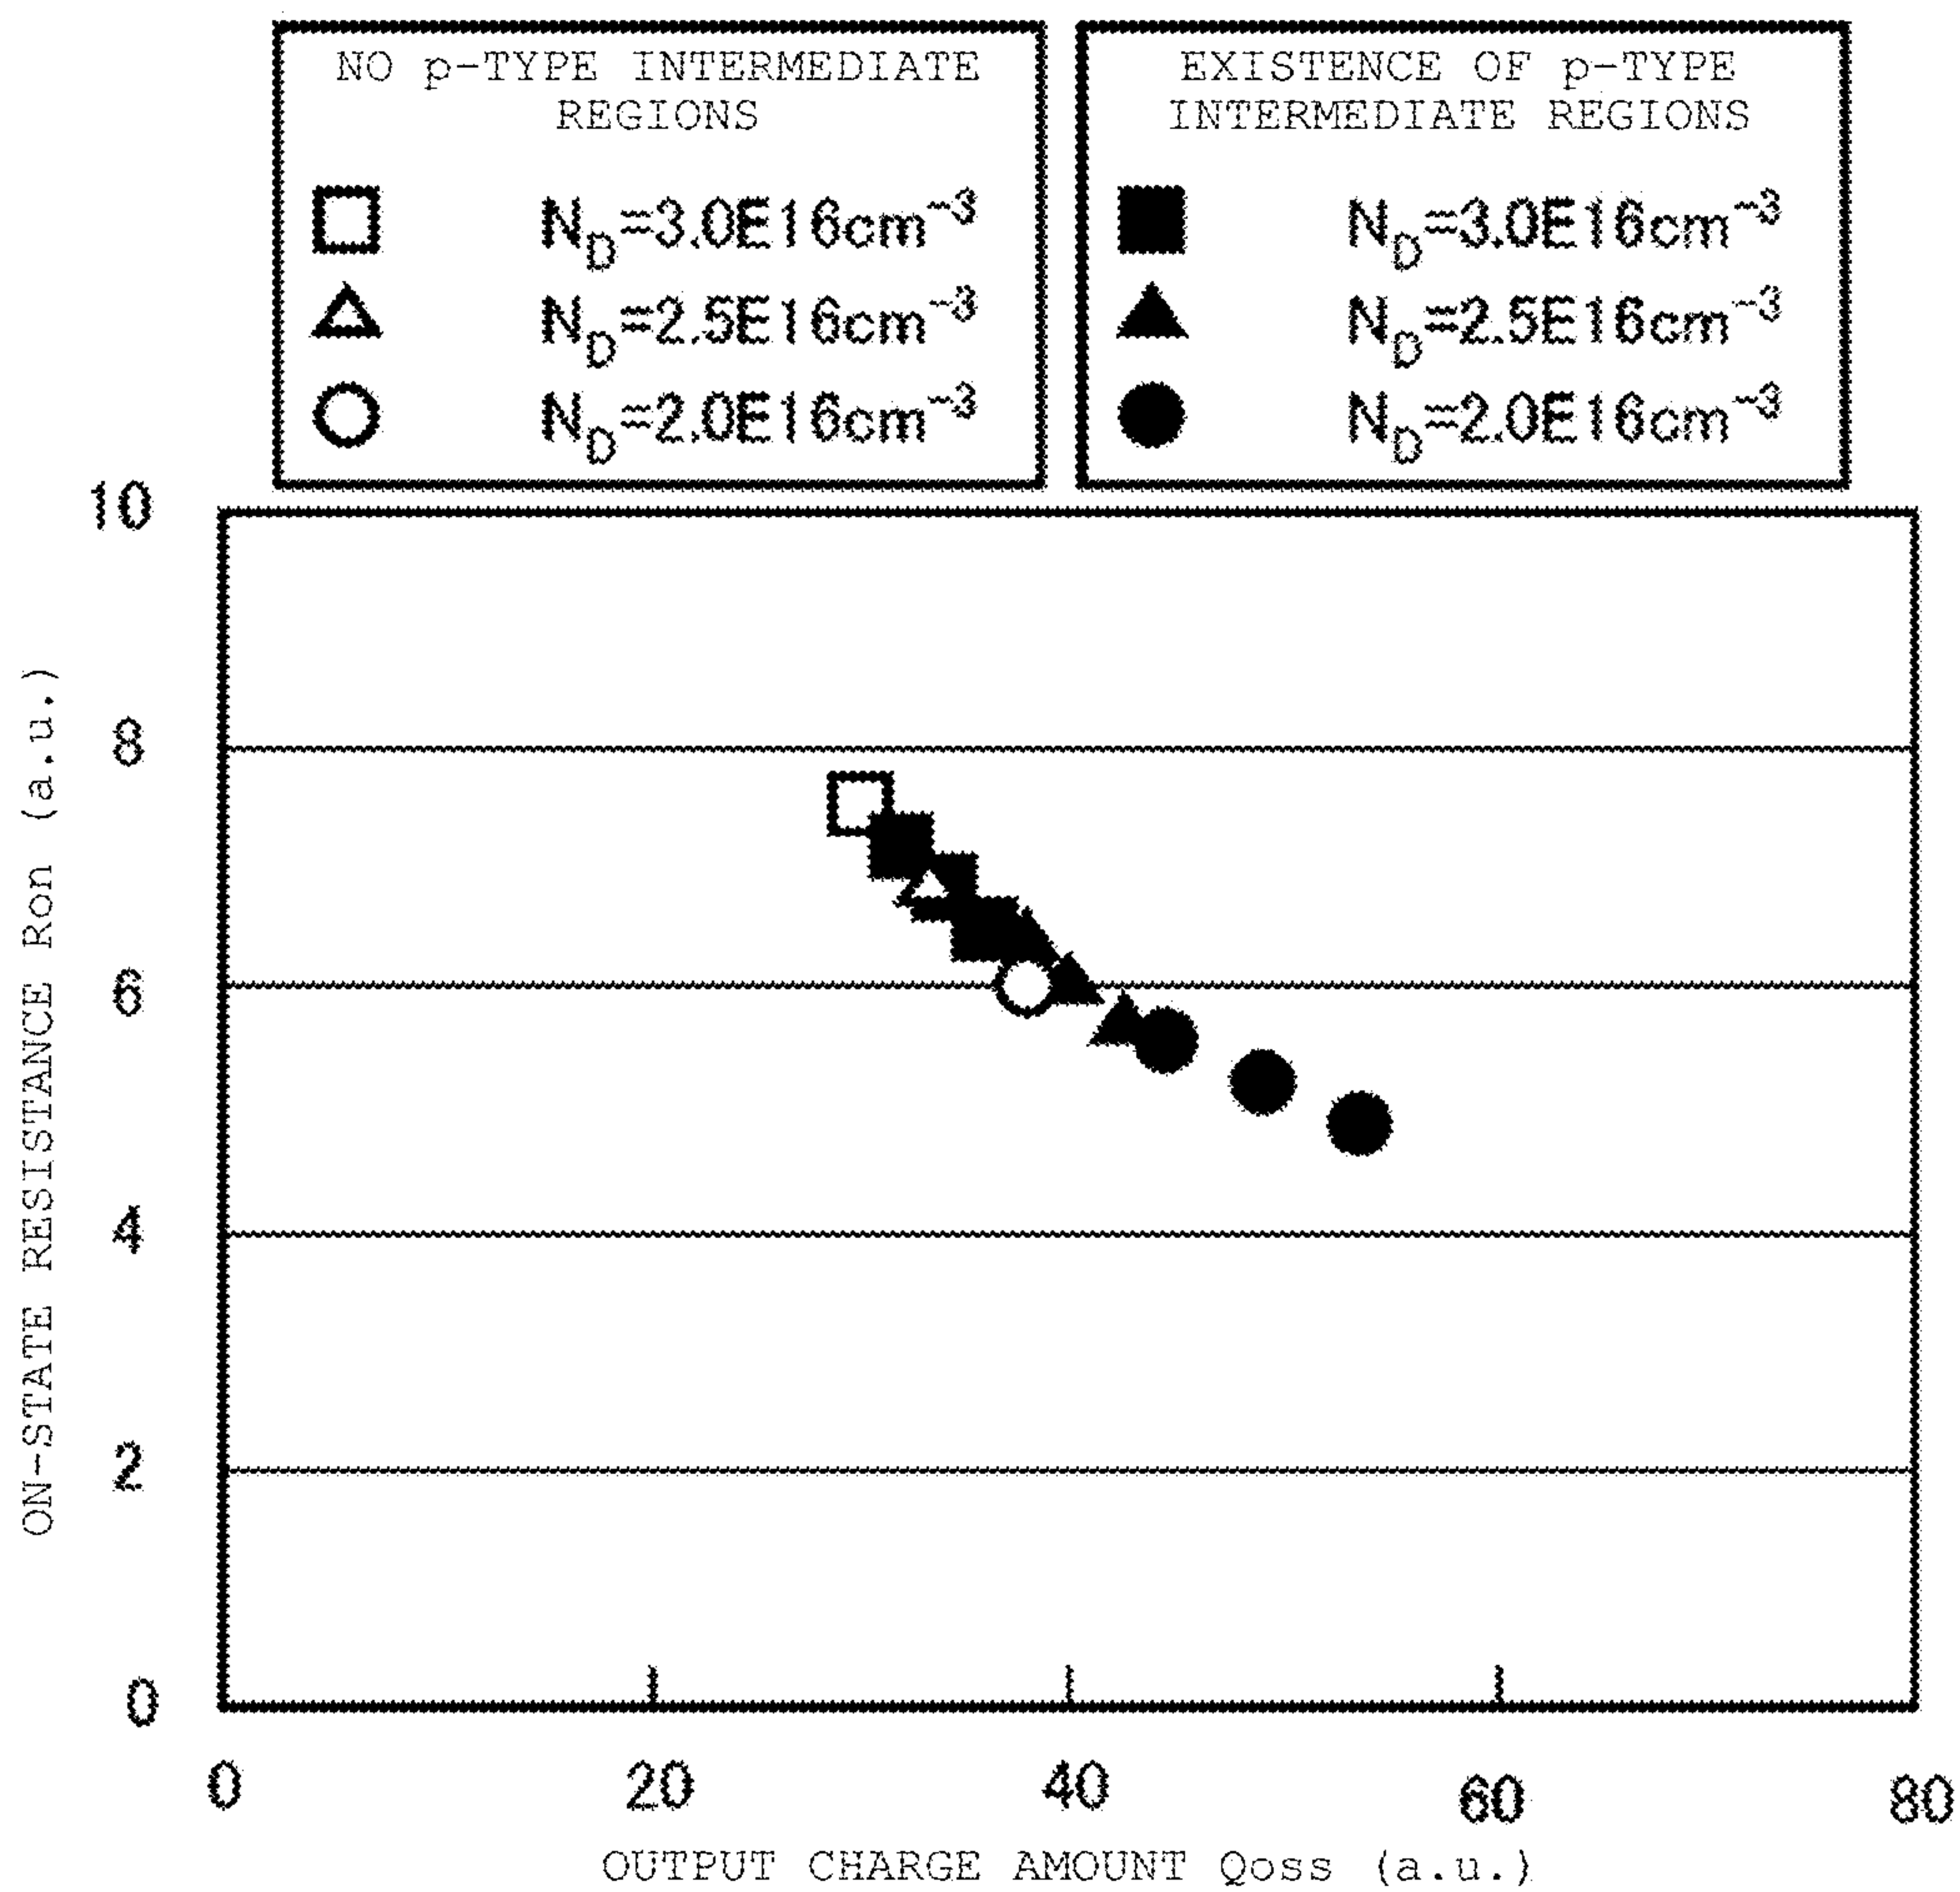 NO p-TYPE INTERMEDIATE
REGIONS
N_D=3.0E16cm^-3
N_D=2.5E16cm^-3
N_D=2.0E16cm^-3
EXISTENCE OF p-TYPE
INTERMEDIATE REGIONS
N_D=3.0E16cm^-3
N_D=2.5E16cm^-3
N_D=2.0E16cm^-3
ON-STATE RESISTANCE Ron (a.u.)
10
8
6
4
2
0
0 20 40 60 80
OUTPUT CHARGE AMOUNT Qoss (a.u.)